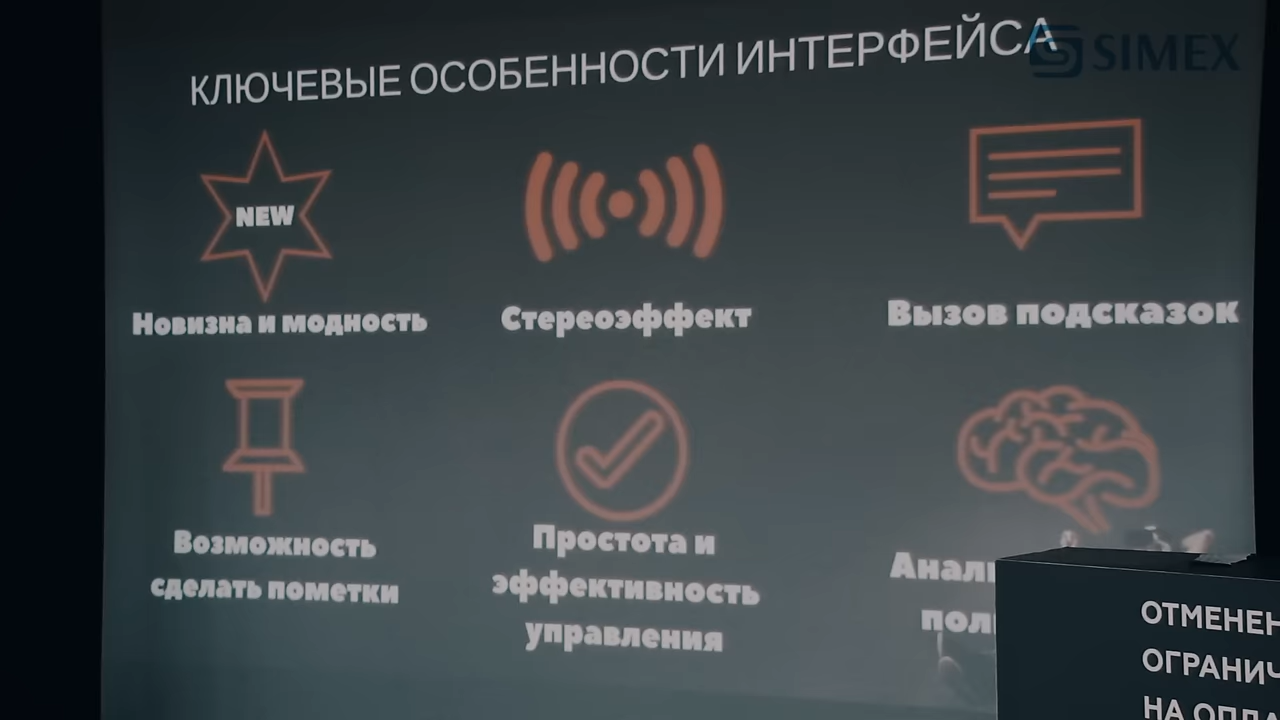 КЛЮЧЕВЫЕ ОСОБЕННОСТИ ИНТЕРФЕЙСА
SIMEX
NEW
Новизна и модность
Стереоэффект
Вызов подсказок
Возможность
сделать пометки
Простота и
эффективность
управления